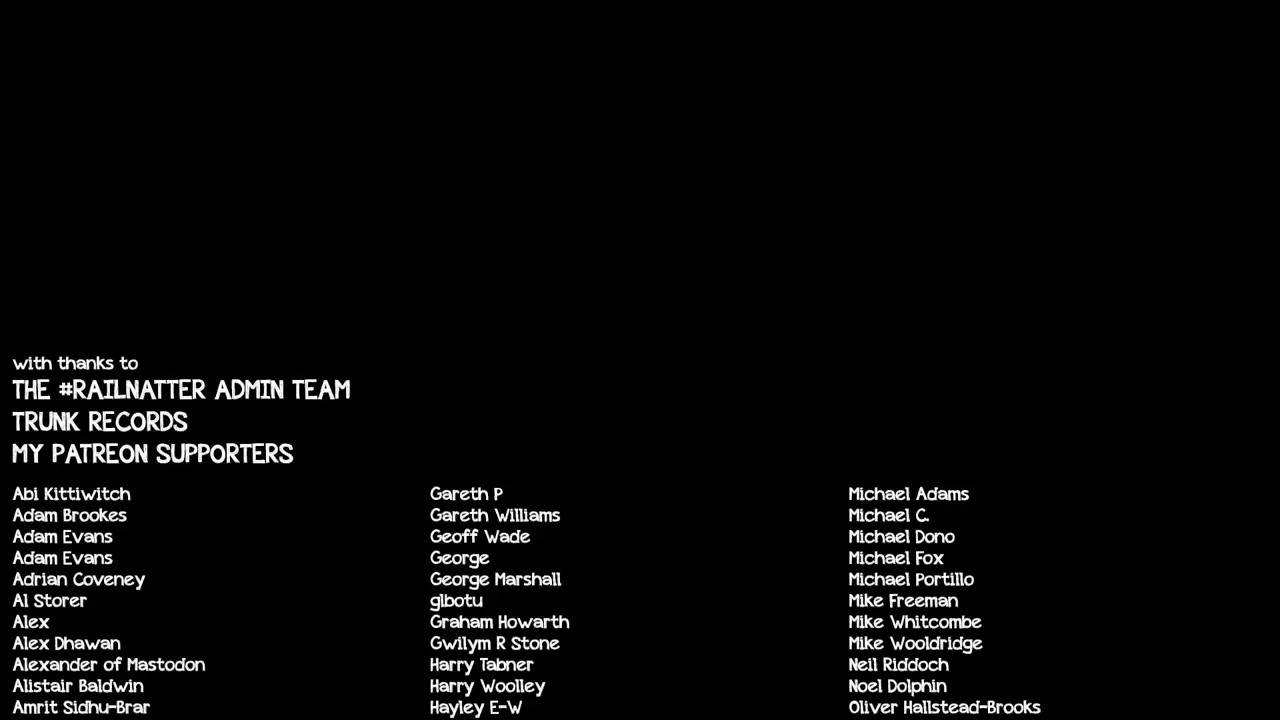 with thanks to
THE #RAILNATTER ADMIN TEAM
TRUNK RECORDS
MY PATREON SUPPORTERS
Abi Kittiwitch
Adam Brookes
Adam Evans
Adam Evans
Adrian Coveney
Al Storer
Alex
Alex Dhawan
Alexander of Mastodon
Alistair Baldwin
Amrit Sidhu-Brar
Gareth P
Gareth Williams
Geoff Wade
George
George Marshall
glbotu
Graham Howarth
Gwilym R Stone
Harry Tabner
Harry Woolley
Hayley E-W
Michael Adams
Michael C.
Michael Dono
Michael Fox
Michael Portillo
Mike Freeman
Mike Whitcombe
Mike Wooldridge
Neil Riddoch
Noel Dolphin
Oliver Hallstead-Brooks